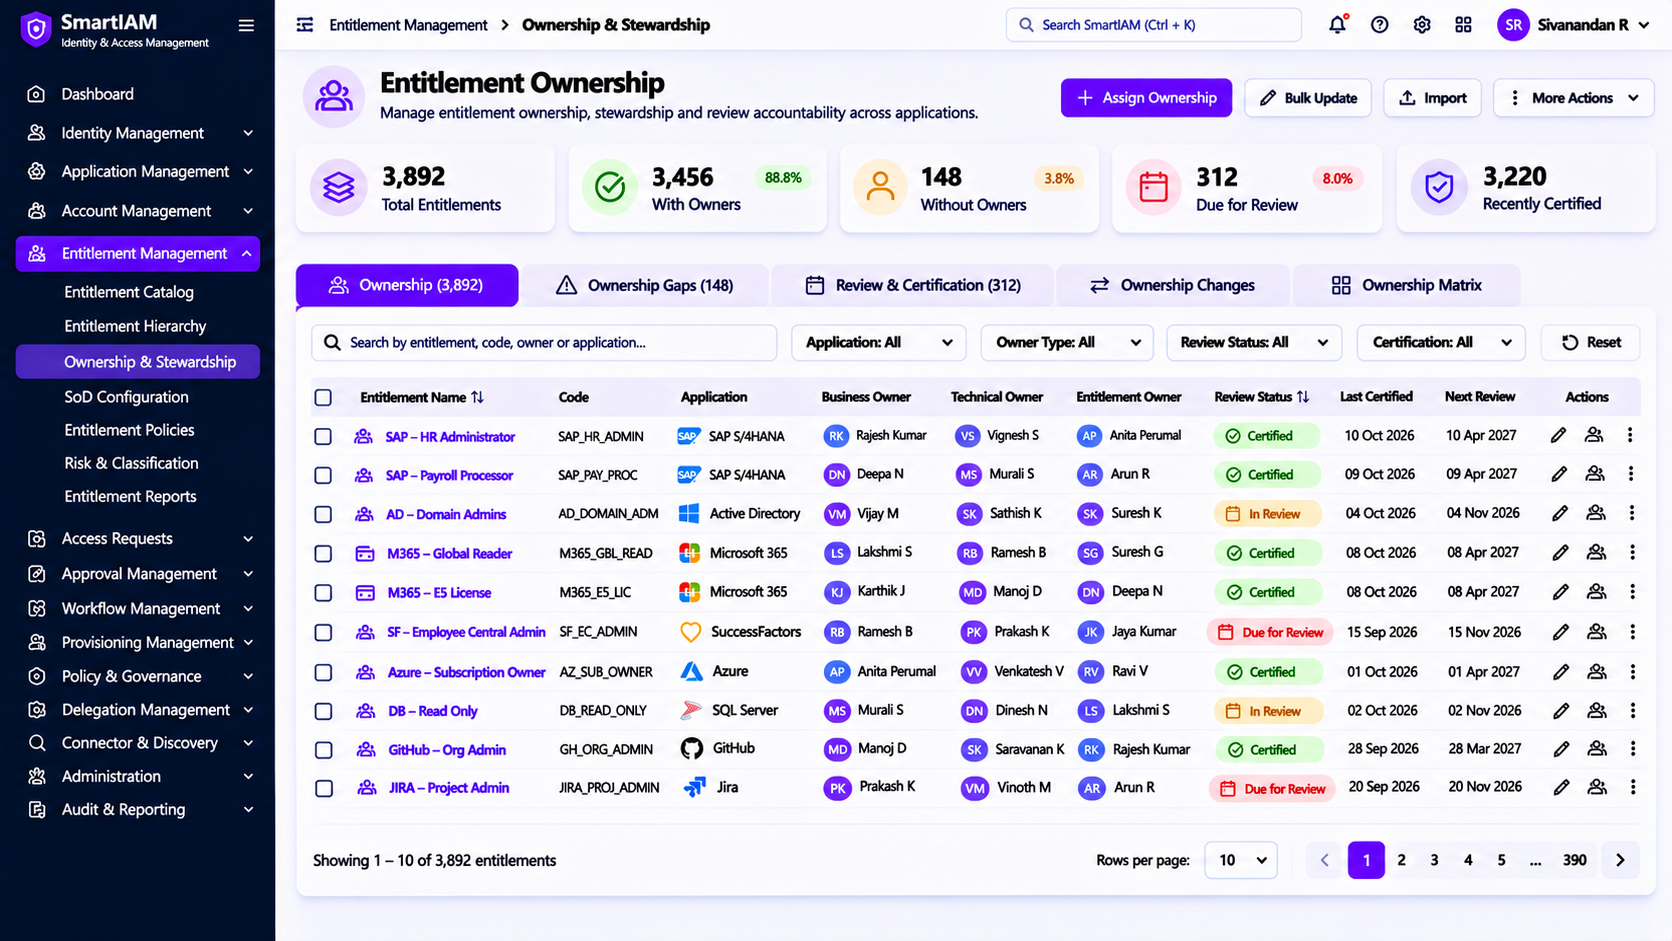 SmartIAM
Identity & Access Management
Dashboard
Identity Management
Application Management
Account Management
Entitlement Management
Entitlement Catalog
Entitlement Hierarchy
Ownership & Stewardship
SoD Configuration
Entitlement Policies
Risk & Classification
Entitlement Reports
Access Requests
Approval Management
Workflow Management
Provisioning Management
Policy & Governance
Delegation Management
Connector & Discovery
Administration
Audit & Reporting
Entitlement Management > Ownership & Stewardship
Search SmartIAM (Ctrl + K)
SR Sivanandan R
Entitlement Ownership
Manage entitlement ownership, stewardship and review accountability across applications.
+ Assign Ownership
Bulk Update
Import
More Actions
3,892
Total Entitlements
3,456 88.8%
With Owners
148 3.8%
Without Owners
312 8.0%
Due for Review
3,220
Recently Certified
Ownership (3,892) Ownership Gaps (148) Review & Certification (312) Ownership Changes Ownership Matrix
Search by entitlement, code, owner or application... Application: All Owner Type: All Review Status: All Certification: All Reset
Entitlement Name Code Application Business Owner Technical Owner Entitlement Owner Review Status Last Certified Next Review Actions
SAP – HR Administrator SAP_HR_ADMIN SAP SAP S/4HANA RK Rajesh Kumar VS Vignesh S AP Anita Perumal Certified 10 Oct 2026 10 Apr 2027
SAP – Payroll Processor SAP_PAY_PROC SAP SAP S/4HANA DN Deepa N MS Murali S AR Arun R Certified 09 Oct 2026 09 Apr 2027
AD – Domain Admins AD_DOMAIN_ADM Active Directory VM Vijay M SK Sathish K SK Suresh K In Review 04 Oct 2026 04 Nov 2026
M365 – Global Reader M365_GBL_READ Microsoft 365 LS Lakshmi S RB Ramesh B SG Suresh G Certified 08 Oct 2026 08 Apr 2027
M365 – E5 License M365_E5_LIC Microsoft 365 KJ Karthik J MD Manoj D DN Deepa N Certified 08 Oct 2026 08 Apr 2027
SF – Employee Central Admin SF_EC_ADMIN SuccessFactors RB Ramesh B PK Prakash K JK Jaya Kumar Due for Review 15 Sep 2026 15 Nov 2026
Azure – Subscription Owner AZ_SUB_OWNER Azure AP Anita Perumal VV Venkatesh V RV Ravi V Certified 01 Oct 2026 01 Apr 2027
DB – Read Only DB_READ_ONLY SQL Server MS Murali S DN Dinesh N LS Lakshmi S In Review 02 Oct 2026 02 Nov 2026
GitHub – Org Admin GH_ORG_ADMIN GitHub MD Manoj D SK Saravanan K RK Rajesh Kumar Certified 28 Sep 2026 28 Mar 2027
JIRA – Project Admin JIRA_PROJ_ADMIN Jira PK Prakash K VM Vinoth M AR Arun R Due for Review 20 Sep 2026 20 Nov 2026
Showing 1 – 10 of 3,892 entitlements
Rows per page: 10 < 1 2 3 4 5 ... 390 >